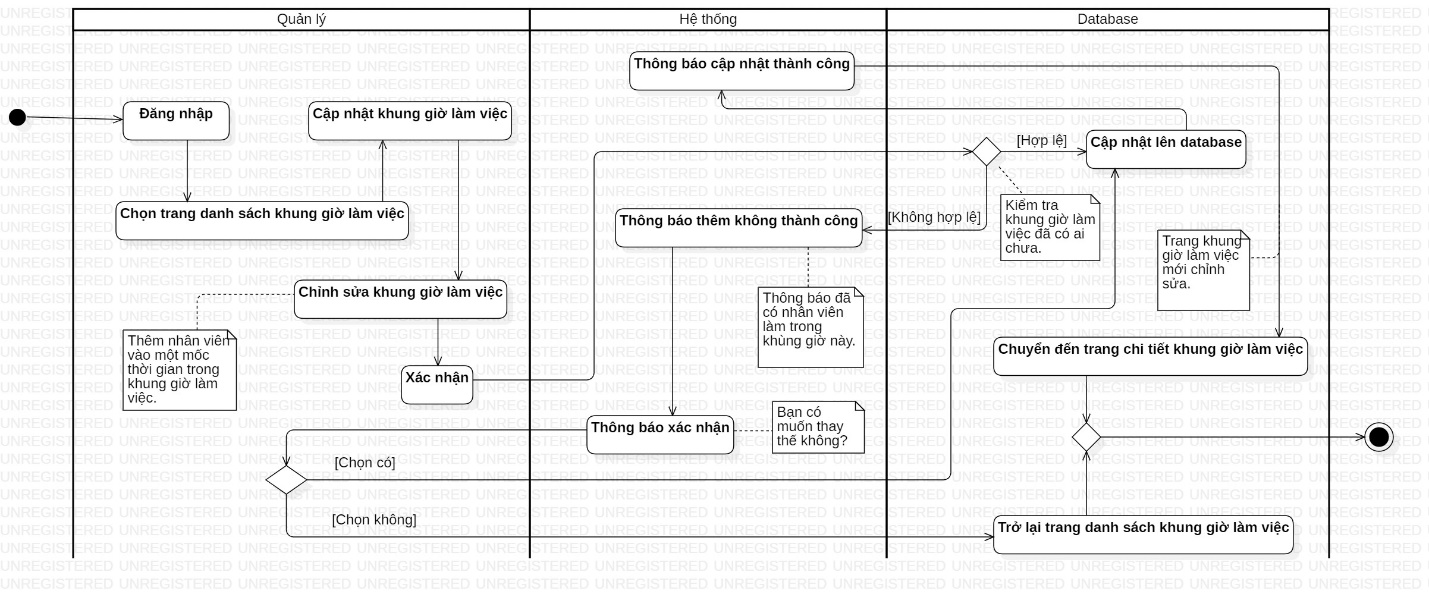 Quản lý
Hệ thống
Database
Thông báo cập nhật thành công
Đăng nhập
Cập nhật khung giờ làm việc
[Hợp lệ]
Cập nhật lên database
Chọn trang danh sách khung giờ làm việc
Thông báo thêm không thành công
[Không hợp lệ]
Kiểm tra
khung giờ làm
việc đã có ai
chưa.
Trang khung
giờ làm việc
mới chỉnh
sửa.
Chỉnh sửa khung giờ làm việc
Thông báo đã
có nhân viên
làm trong
khùng giờ này.
Thêm nhân viên
vào một mốc
thời gian trong
khung giờ làm
việc.
Chuyển đến trang chi tiết khung giờ làm việc
Xác nhận
Thông báo xác nhận
Bạn có
muốn thay
thế không?
[Chọn có]
[Chọn không]
Trở lại trang danh sách khung giờ làm việc
UNREGISTERED